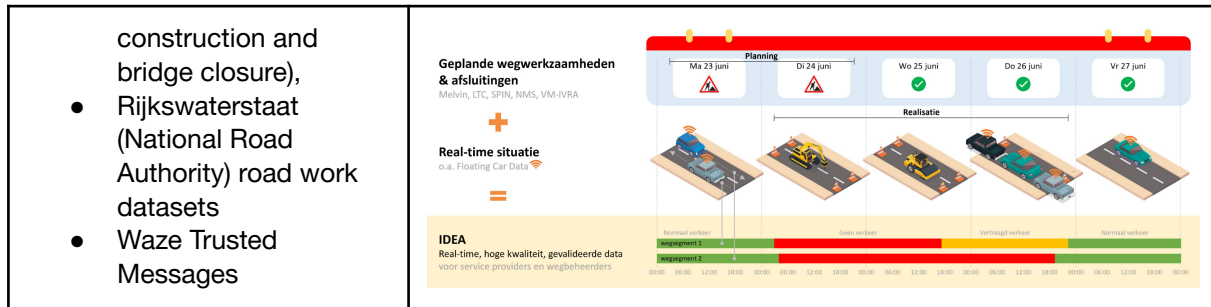 construction and
bridge closure),
● Rijkswaterstaat
(National Road
Authority) road work
datasets
● Waze Trusted
Messages
Geplande wegwerkzaamheden
& afsluitingen
Melvin, LTC, SPIN, NMS, VM-IVRA
+
Real-time situatie
o.a. Floating Car Data
=
Planning
Ma 23 juni
Di 24 juni
Wo 25 juni
Do 26 juni
Vr 27 juni
Realisatie
IDEA
Real-time, hoge kwaliteit, gevalideerde data
voor service providers en wegbeheerders
Normaal verkeer
Geen verkeer
Vertraagd verkeer
Normaal verkeer
wegsegment 1
wegsegment 2
00:00 06:00 12:00 18:00 00:00 06:00 12:00 18:00 00:00 06:00 12:00 18:00 00:00 06:00 12:00 18:00 00:00 06:00 12:00 18:00 00:00